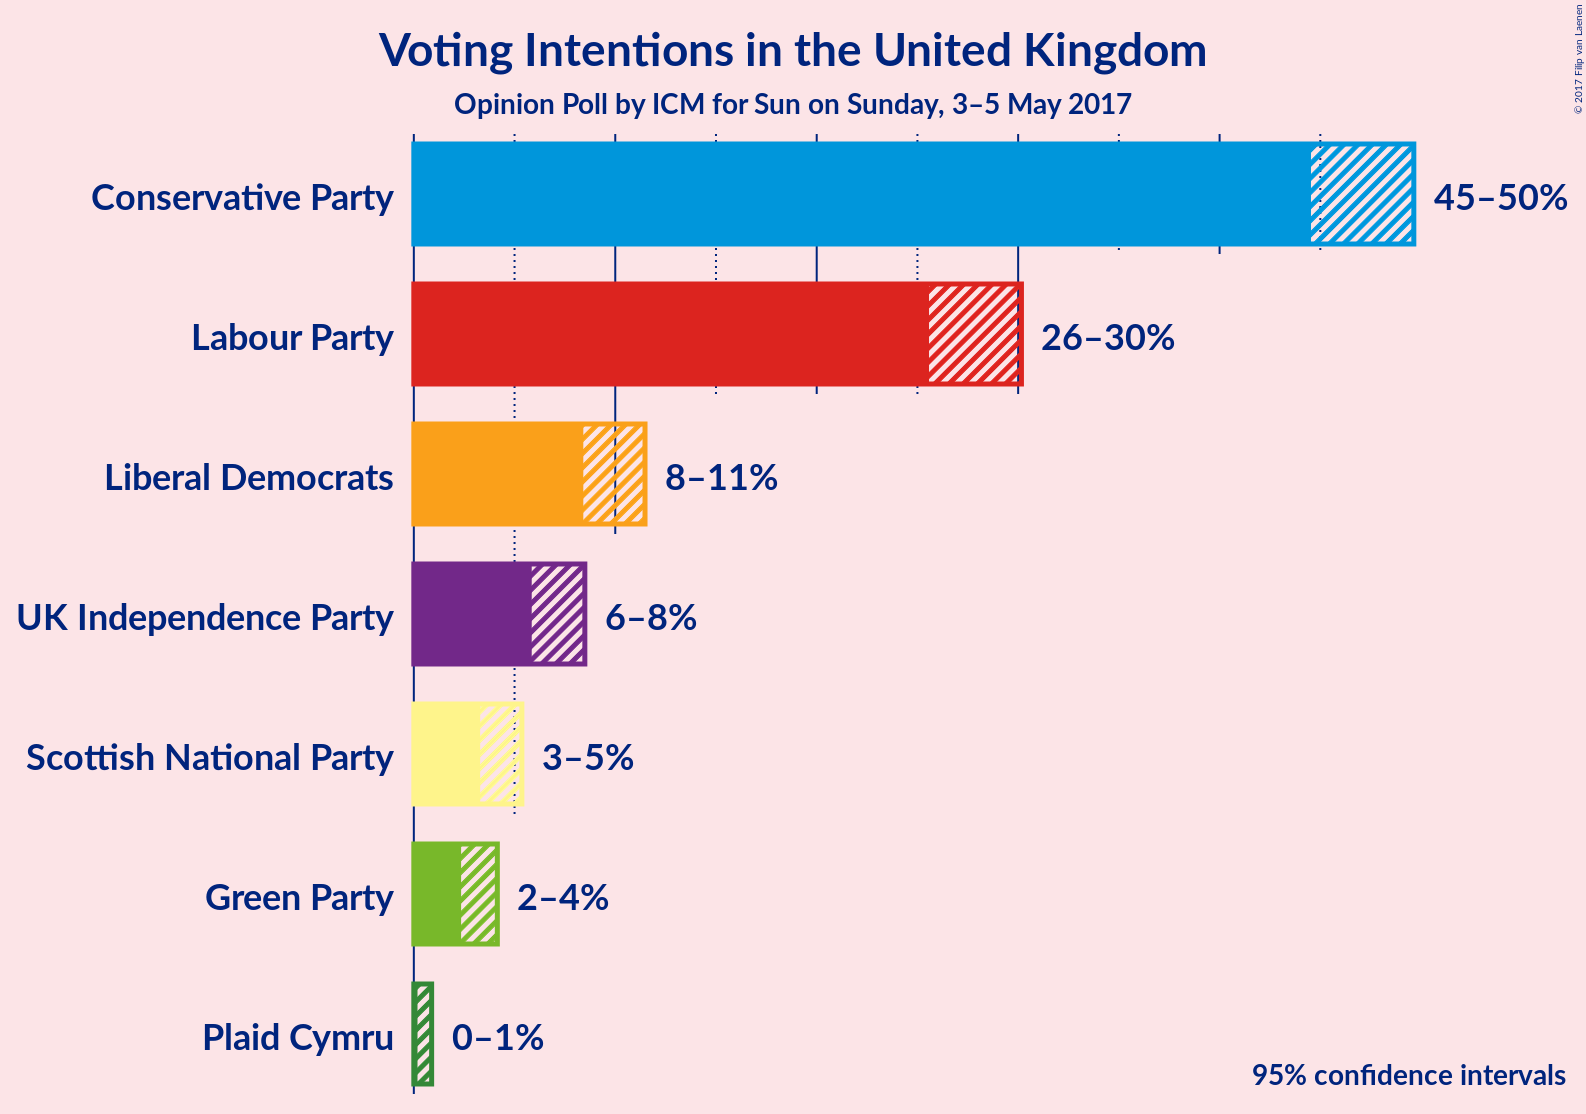 Voting Intentions in the United Kingdom
Opinion Poll by ICM for Sun on Sunday, 3–5 May 2017
© 2017 Filip van Laenen
Conservative Party
45–50%
Labour Party
26–30%
Liberal Democrats
8–11%
UK Independence Party
6–8%
Scottish National Party
3–5%
Green Party
2–4%
Plaid Cymru
0–1%
95% confidence intervals